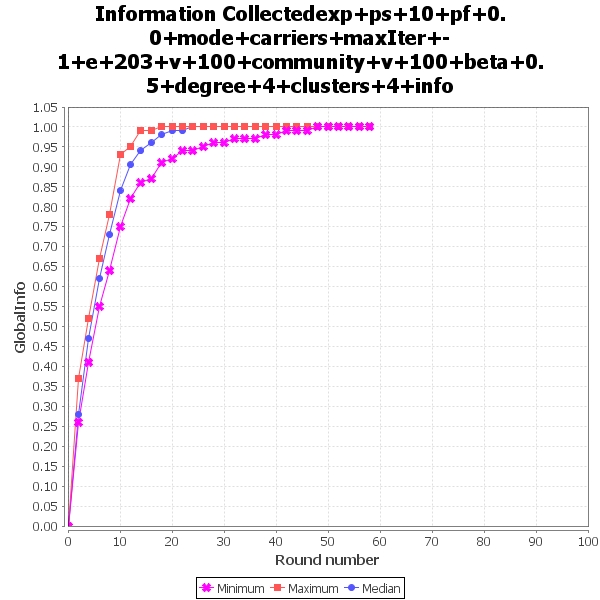 Information Collectedexp+ps+10+pf+0.
0+mode+carriers+maxIter+-
1+e+203+v+100+community+v+100+beta+0.
5+degree+4+clusters+4+info
GlobalInfo
1.05
1.00
0.95
0.90
0.85
0.80
0.75
0.70
0.65
0.60
0.55
0.50
0.45
0.40
0.35
0.30
0.25
0.20
0.15
0.10
0.05
0.00
0 10 20 30 40 50 60 70 80 90 100
Round number
Minimum Maximum Median